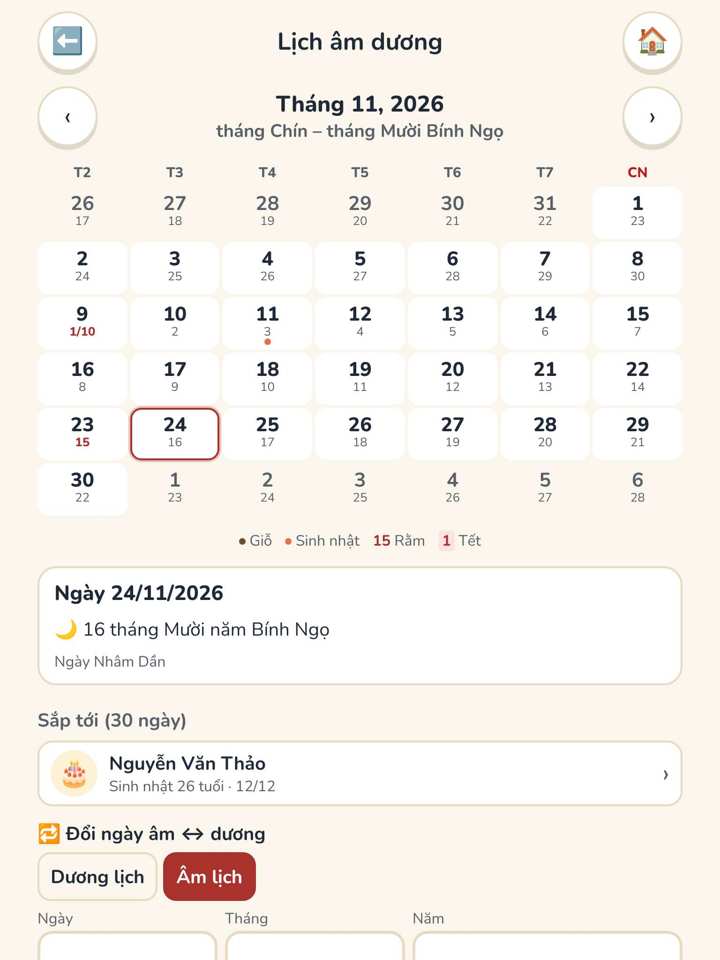 Lịch âm dương
‹ Tháng 11, 2026 ›
tháng Chín – tháng Mười Bính Ngọ
T2 T3 T4 T5 T6 T7 CN
26 27 28 29 30 31 1
17 18 19 20 21 22 23
2 3 4 5 6 7 8
24 25 26 27 28 29 30
9 10 11 12 13 14 15
1/10 2 3 4 5 6 7
16 17 18 19 20 21 22
8 9 10 11 12 13 14
23 24 25 26 27 28 29
15 16 17 18 19 20 21
30 1 2 3 4 5 6
22 23 24 25 26 27 28
● Giỗ ● Sinh nhật 15 Rằm 1 Tết
Ngày 24/11/2026
🌙 16 tháng Mười năm Bính Ngọ
Ngày Nhâm Dần
Sắp tới (30 ngày)
Nguyễn Văn Thảo ›
Sinh nhật 26 tuổi · 12/12
🔁 Đổi ngày âm ↔ dương
Dương lịch Âm lịch
Ngày Tháng Năm